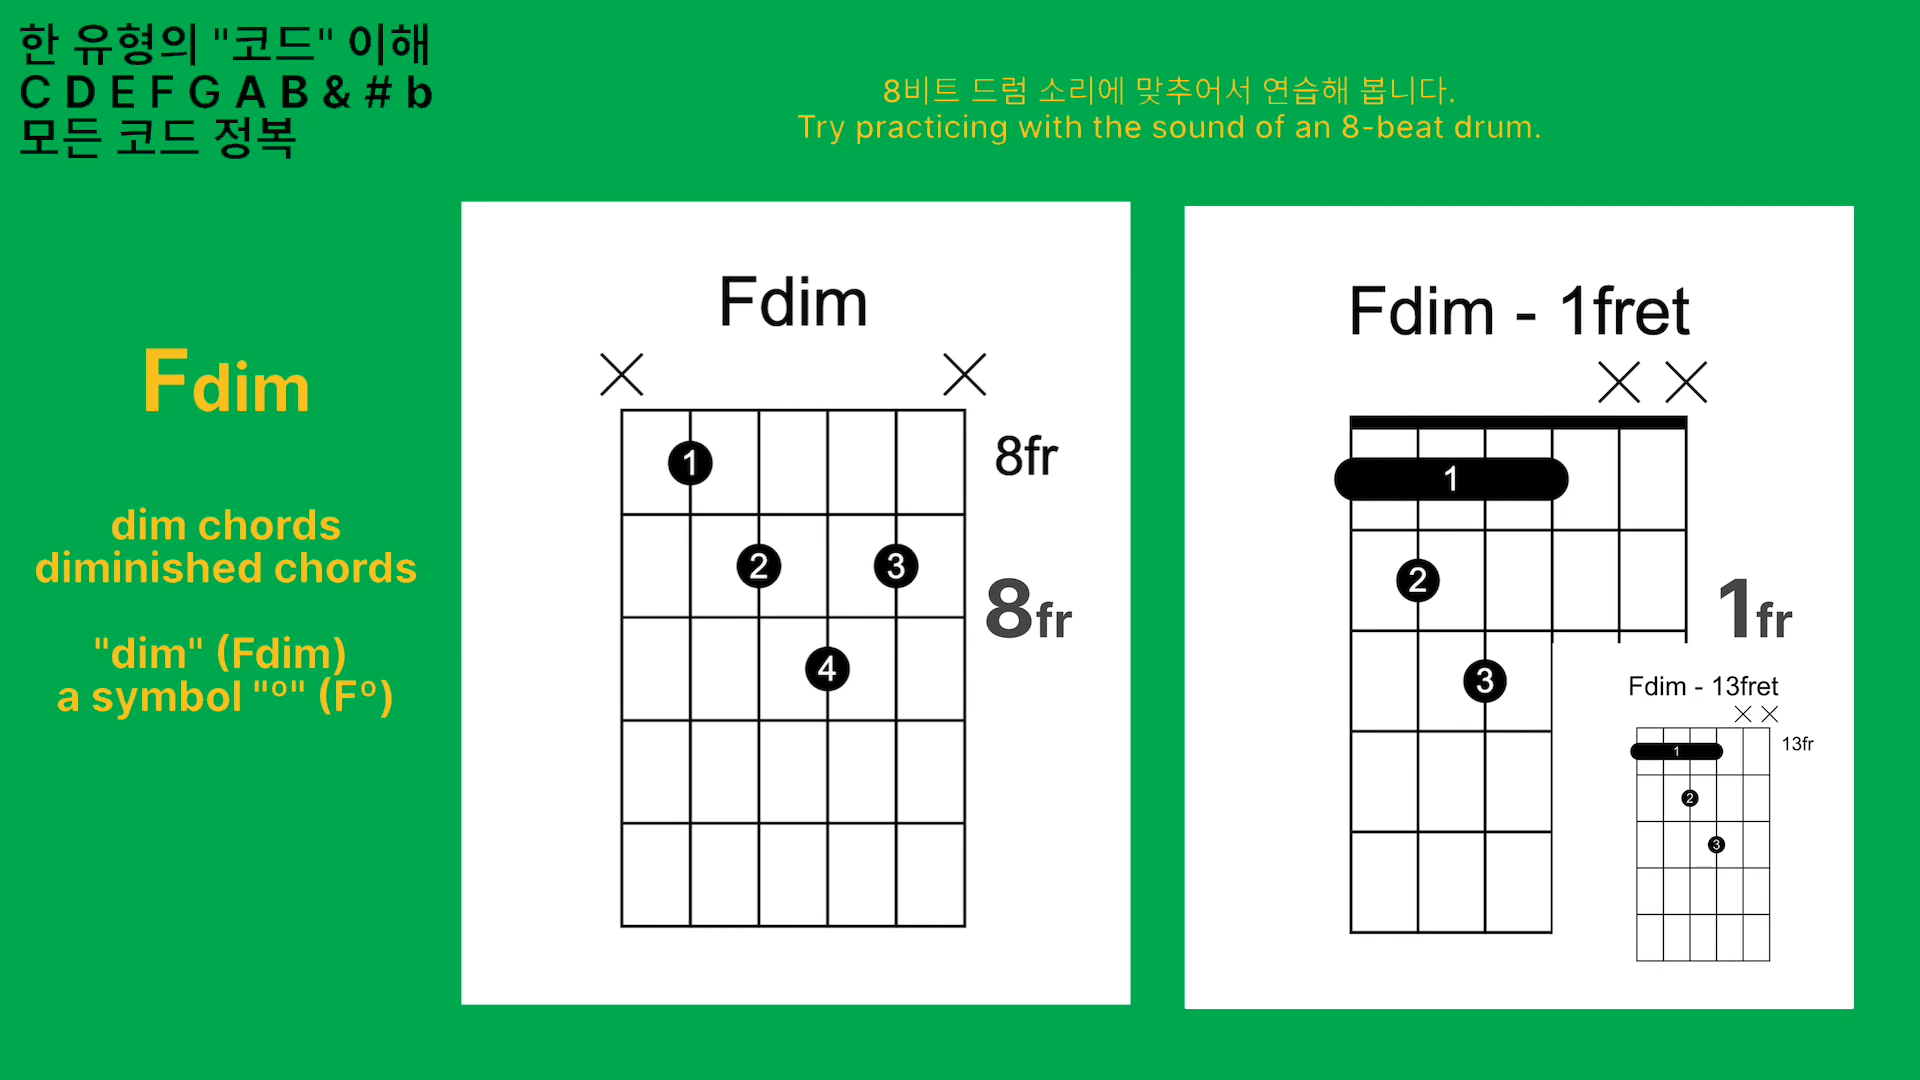 한 유형의 "코드" 이해
C D E F G A B & # b
모든 코드 정복
8비트 드럼 소리에 맞추어서 연습해 봅니다.
Try practicing with the sound of an 8-beat drum.
Fdim
dim chords
diminished chords
"dim" (Fdim)
a symbol "º" (Fº)
Fdim
8fr
1
2
3
4
8fr
Fdim - 1fret
1
2
3
1fr
Fdim - 13fret
13fr
1
2
3